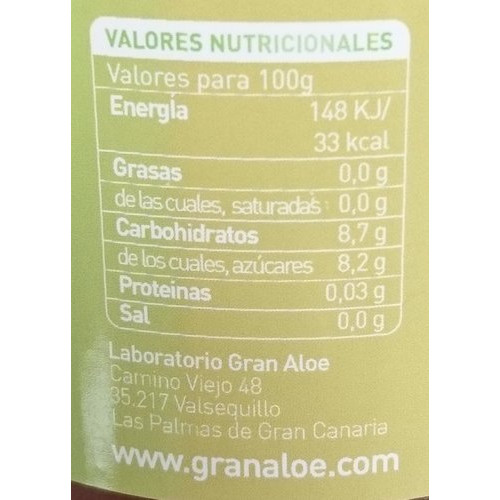 VALORES NUTRICIONALES
Valores para 100g
Energía 148 KJ/
33 kcal
Grasas 0,0 g
de las cuales, saturadas 0,0 g
Carbohidratos 8,7 g
de los cuales, azúcares 8,2 g
Proteínas 0,03 g
Sal 0,0 g
Laboratorio Gran Aloe
Camino Viejo 48
35.217 Valsequillo
Las Palmas de Gran Canaria
www.granaloe.com